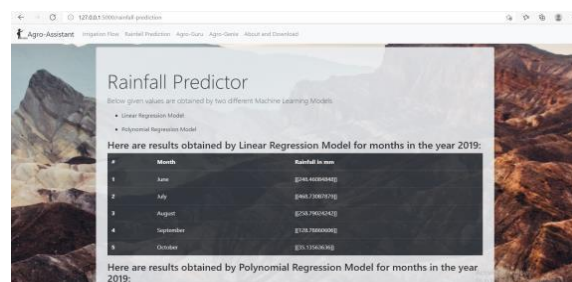 127.0.0.1:5000/rainfall-prediction
Agro-Assistant Irrigation Flow Rainfall Prediction Agro-Guru Agro-Genie About and Download
Rainfall Predictor
Below given values are obtained by two different Machine Learning Models
Linear Regression Model
Polynomial Regression Model
Here are results obtained by Linear Regression Model for months in the year 2019:
# Month Rainfall in mm
1 June
2 July
3 August
4 September
5 October
Here are results obtained by Polynomial Regression Model for months in the year
2019: